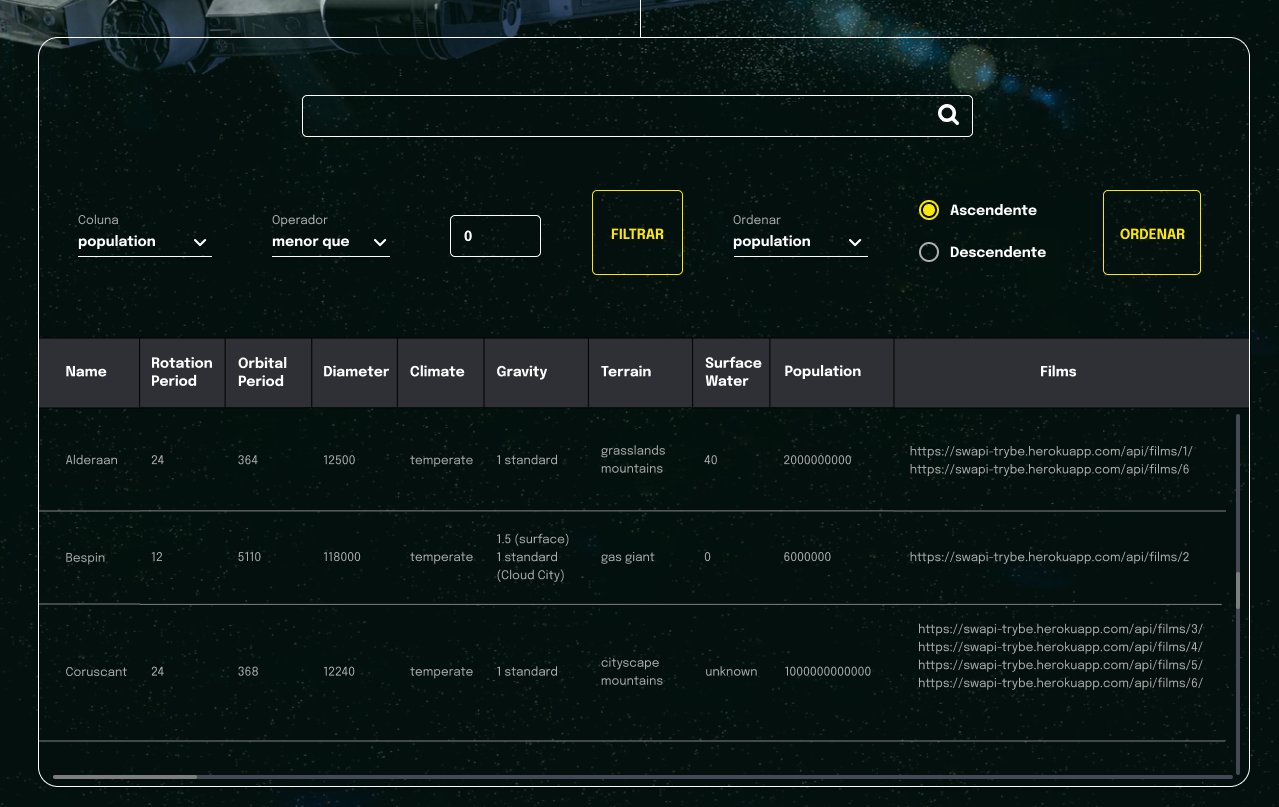 Coluna
population
Operador
menor que
0
FILTRAR
Ordenar
population
Ascendente
Descendente
ORDENAR
Name
Rotation
Period
Orbital
Period
Diameter
Climate
Gravity
Terrain
Surface
Water
Population
Films
Alderaan
24
364
12500
temperate
1 standard
grasslands
mountains
40
2000000000
https://swapi-trybe.herokuapp.com/api/films/1/
https://swapi-trybe.herokuapp.com/api/films/6
Bespin
12
5110
118000
temperate
1.5 (surface)
1 standard
(Cloud City)
gas giant
0
6000000
https://swapi-trybe.herokuapp.com/api/films/2
Coruscant
24
368
12240
temperate
1 standard
cityscape
mountains
unknown
1000000000000
https://swapi-trybe.herokuapp.com/api/films/3/
https://swapi-trybe.herokuapp.com/api/films/4/
https://swapi-trybe.herokuapp.com/api/films/5/
https://swapi-trybe.herokuapp.com/api/films/6/